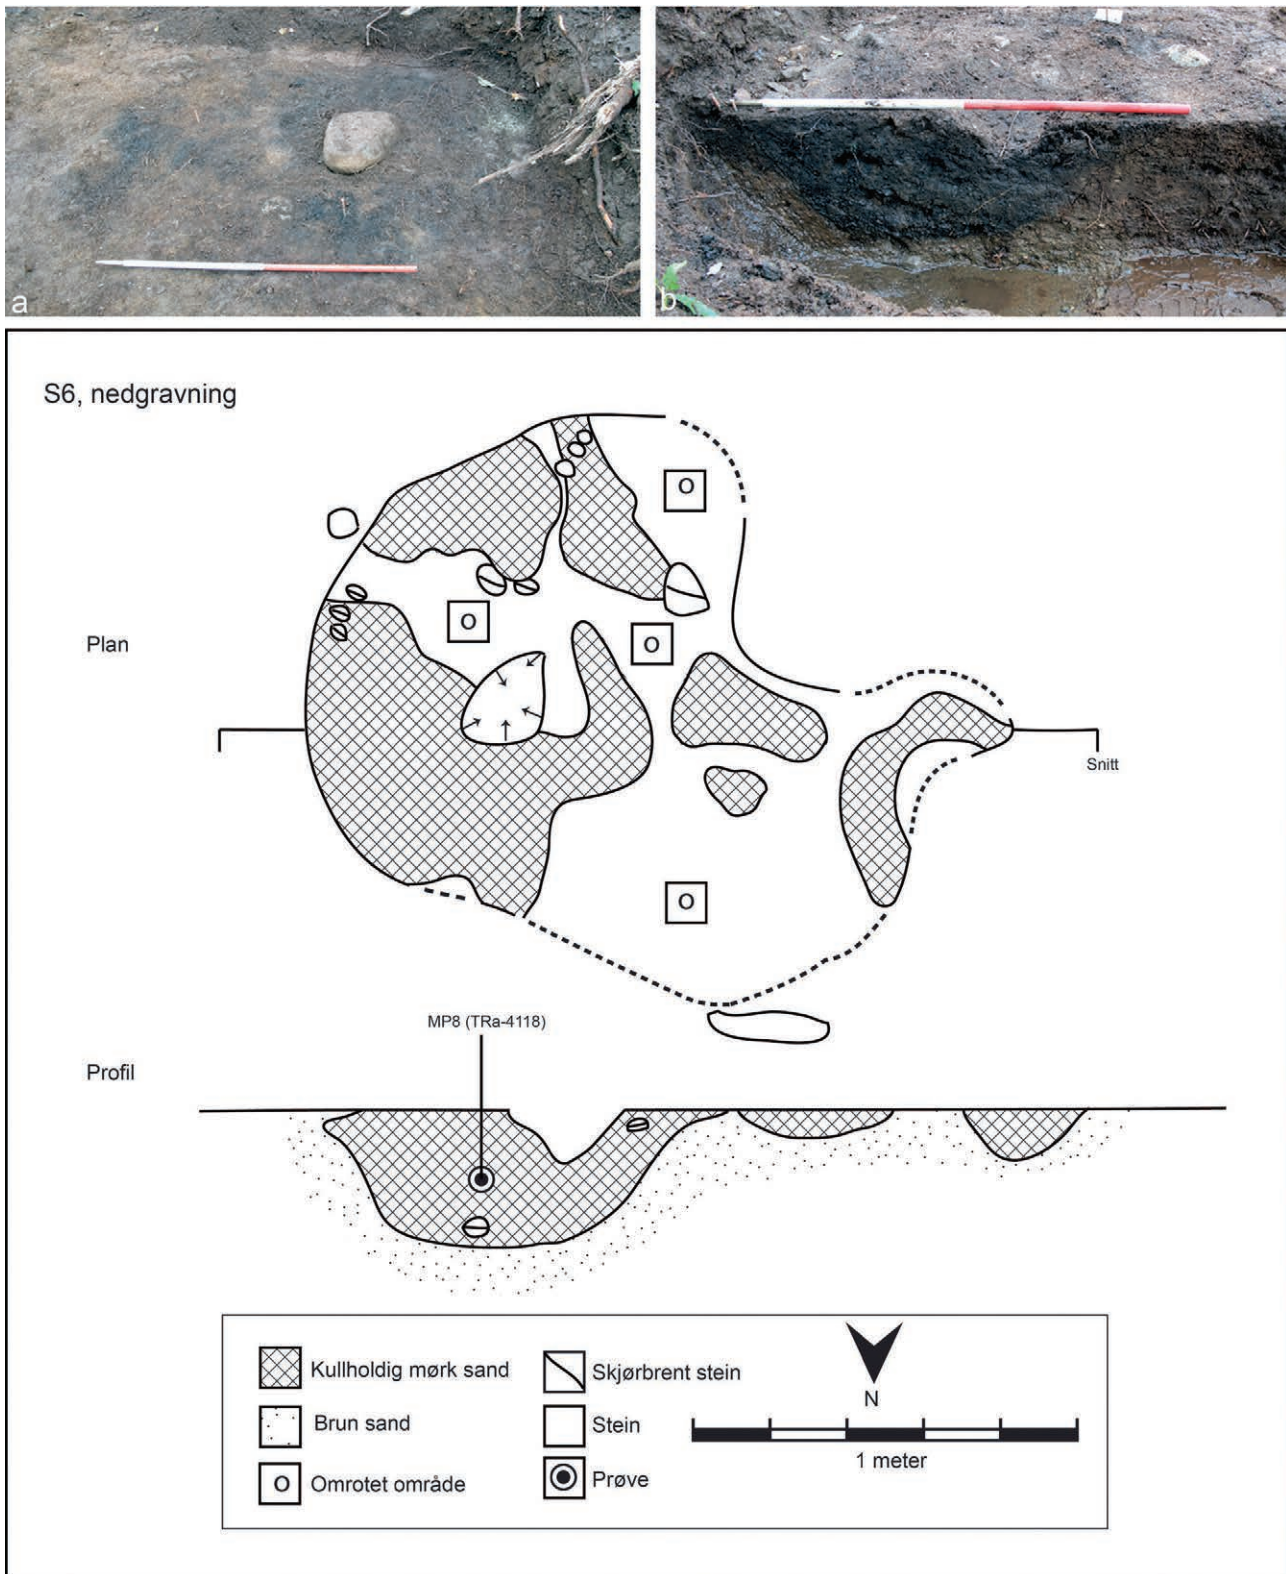 a
b
S6, nedgravning
Plan
o
o
o
Snitt
o
MP8 (TRa-4118)
Profil
Kullholdig mørk sand
Skjørbrent stein
Brun sand
Stein
N
o
Omrotet område
Prøve
1 meter